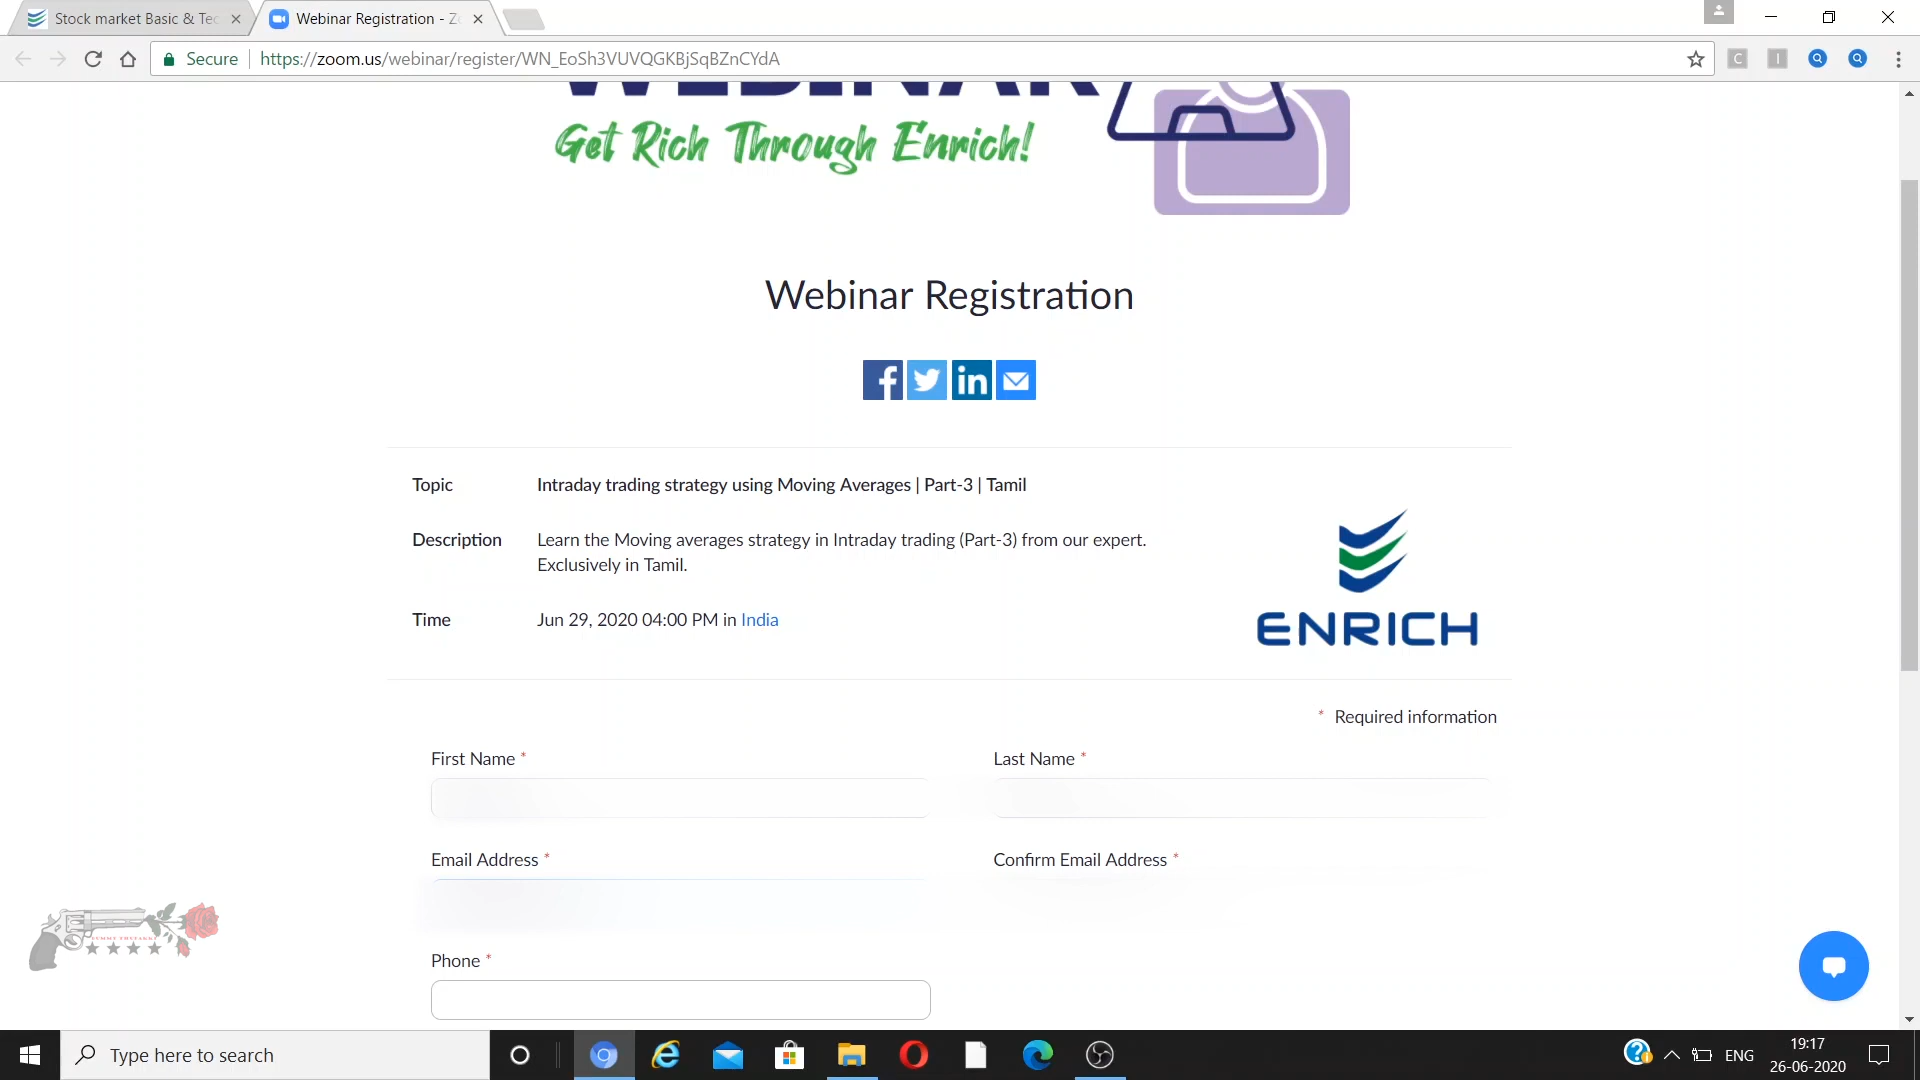 Stock market Basic & Tec
Webinar Registration - Zo
Secure
https://zoom.us/webinar/register/WN_EoSh3VUVQGKBjSqBZnCYdA
WEBINAR
Get Rich Through Enrich!
Webinar Registration
Topic
Intraday trading strategy using Moving Averages | Part-3 | Tamil
Description
Learn the Moving averages strategy in Intraday trading (Part-3) from our expert.
Exclusively in Tamil.
Time
Jun 29, 2020 04:00 PM in India
ENRICH
* Required information
First Name *
Last Name *
Email Address *
Confirm Email Address *
Phone *
Type here to search
ENG
19:17
26-06-2020